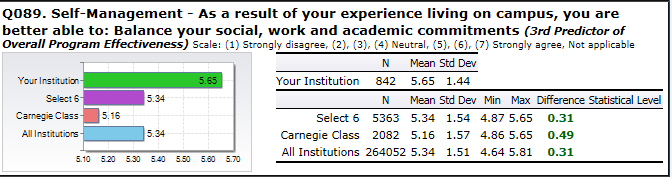 Q089. Self-Management - As a result of your experience living on campus, you are
better able to: Balance your social, work and academic commitments (3rd Predictor of
Overall Program Effectiveness) Scale: (1) Strongly disagree, (2), (3), (4) Neutral, (5), (6), (7) Strongly agree, Not applicable
Your Institution 5.65
Select 6 5.34
Carnegie Class 5.16
All Institutions 5.34
5.10 5.20 5.30 5.40 5.50 5.60 5.70
N Mean Std Dev
Your Institution 842 5.65 1.44
N Mean Std Dev Min Max Difference Statistical Level
Select 6 5363 5.34 1.54 4.87 5.65 0.31
Carnegie Class 2082 5.16 1.57 4.86 5.65 0.49
All Institutions 264052 5.34 1.51 4.64 5.81 0.31